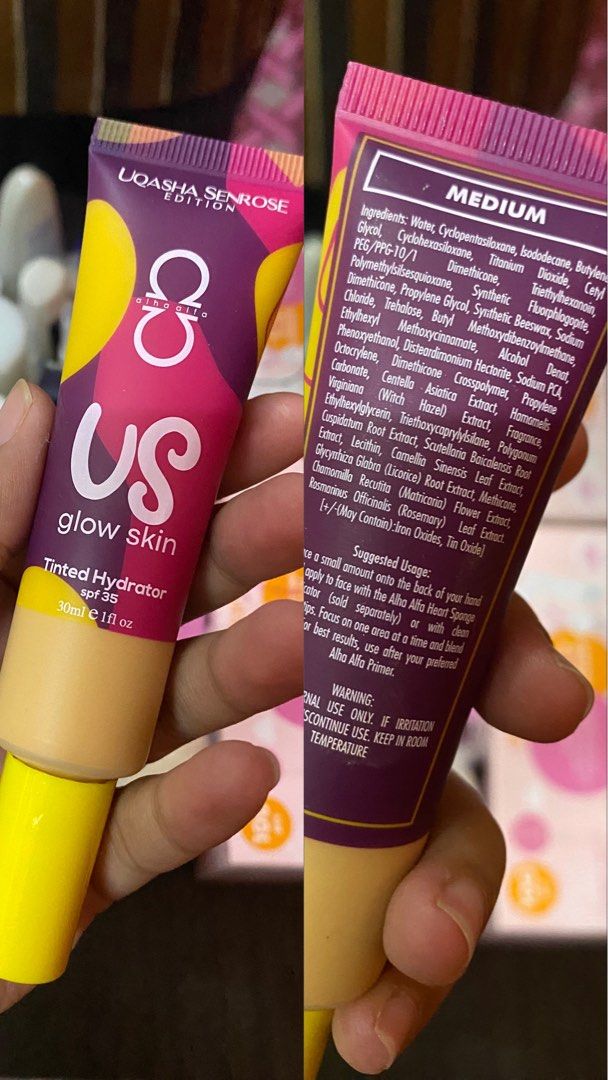 UQASHA SENROSE
EDITION
alhaalfa
US
glow skin
Tinted Hydrator
spf 35
30ml e 1fl oz
MEDIUM
Ingredients: Water, Cyclopentasiloxane, Isododecane, Butylene
Glycol, Cyclohexasiloxane, Titanium Dioxide, Cetyl
PEG/PPG-10/1 Dimethicone, Triethylhexanoin,
Polymethylsilsesquioxane, Synthetic Fluorphlogopite,
Dimethicone, Propylene Glycol, Synthetic Beeswax, Sodium
Chloride, Trehalose, Butyl Methoxydibenzoylmethane,
Ethylhexyl Methoxycinnamate, Alcohol Denat,
Phenoxyethanol, Disteardimonium Hectorite, Sodium PCA,
Octocrylene, Dimethicone Crosspolymer, Propylene
Carbonate, Centella Asiatica Extract, Hamamelis
Virginiana (Witch Hazel) Extract, Fragrance,
Ethylhexylglycerin, Triethoxycaprylylsilane, Polygonum
Cuspidatum Root Extract, Scutellaria Baicalensis Root
Extract, Lecithin, Camellia Sinensis Leaf Extract,
Glycyrrhiza Glabra (Licorice) Root Extract, Methicone,
Chamomilla Recutita (Matricaria) Flower Extract,
Rosmarinus Officinalis (Rosemary) Leaf Extract.
[+/-(May Contain):Iron Oxides, Tin Oxide]
Suggested Usage:
a small amount onto the back of your hand
apply to face with the Alha Alfa Heart Sponge
(sold separately) or with clean
Focus on one area at a time and blend
best results, use after your preferred
Alha Alfa Primer.
WARNING:
USE ONLY. IF IRRITATION
KEEP IN ROOM
TEMPERATURE